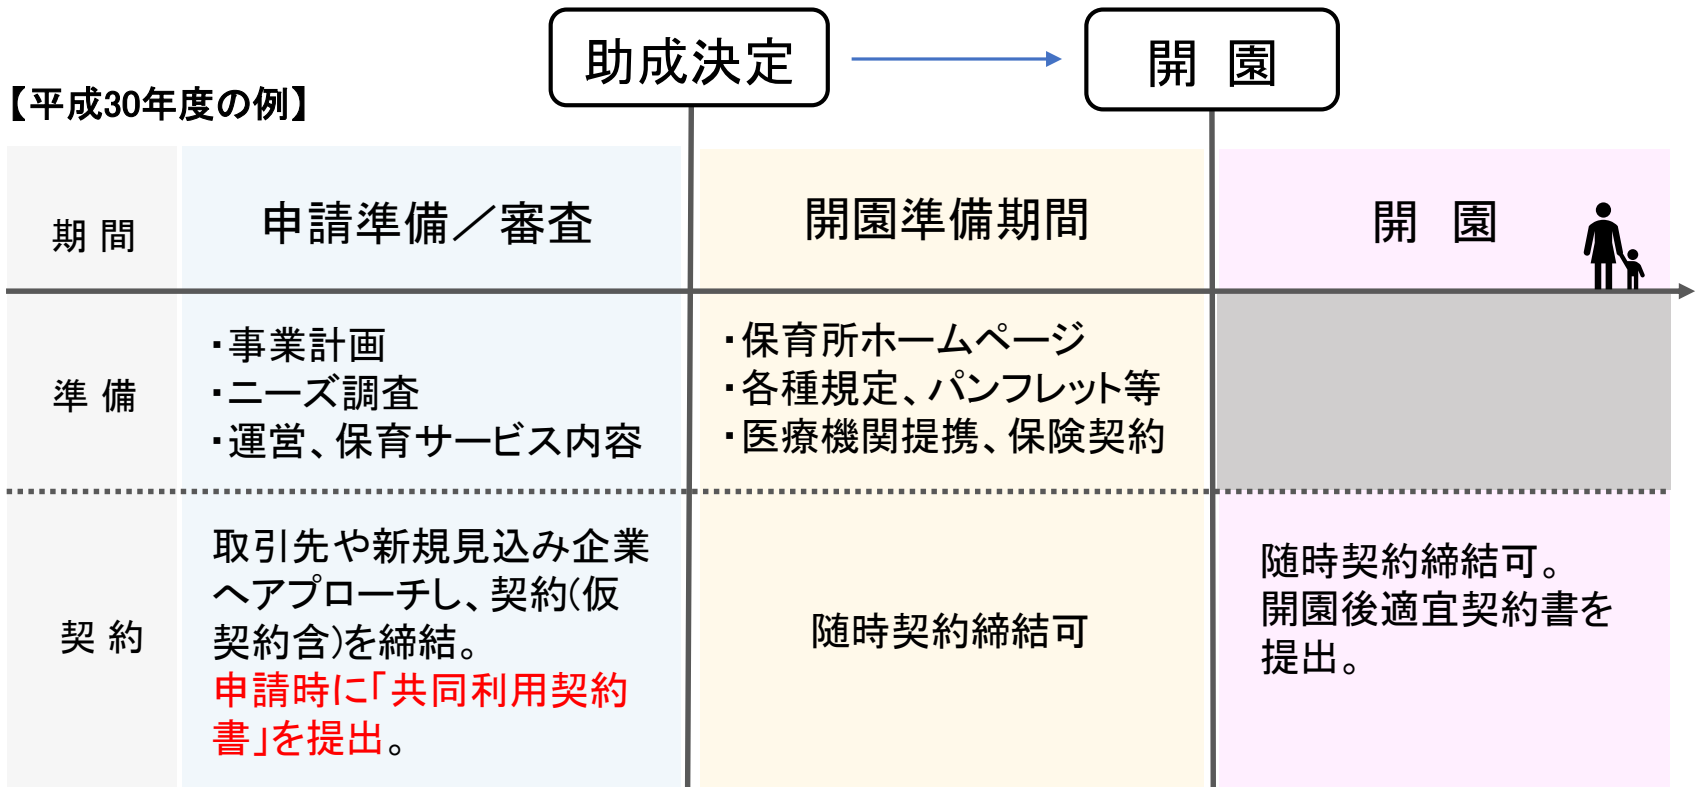 助成決定
開 園
【平成30年度の例】
期 間
申請準備／審査
開園準備期間
開 園
準 備
・事業計画
・ニーズ調査
・運営、保育サービス内容
・保育所ホームページ
・各種規定、パンフレット等
・医療機関提携、保険契約
契 約
取引先や新規見込み企業
へアプローチし、契約(仮
契約含)を締結。
申請時に「共同利用契約
書」を提出。
随時契約締結可
随時契約締結可。
開園後適宜契約書を
提出。